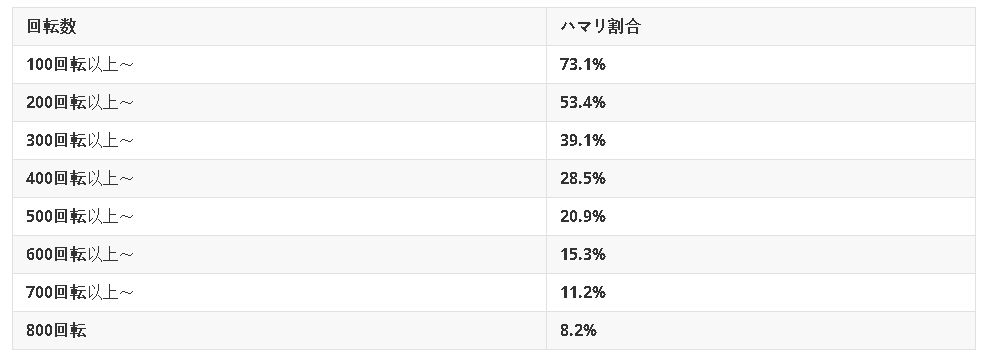 回転数 ハマリ割合
100回転以上～ 73.1%
200回転以上～ 53.4%
300回転以上～ 39.1%
400回転以上～ 28.5%
500回転以上～ 20.9%
600回転以上～ 15.3%
700回転以上～ 11.2%
800回転 8.2%